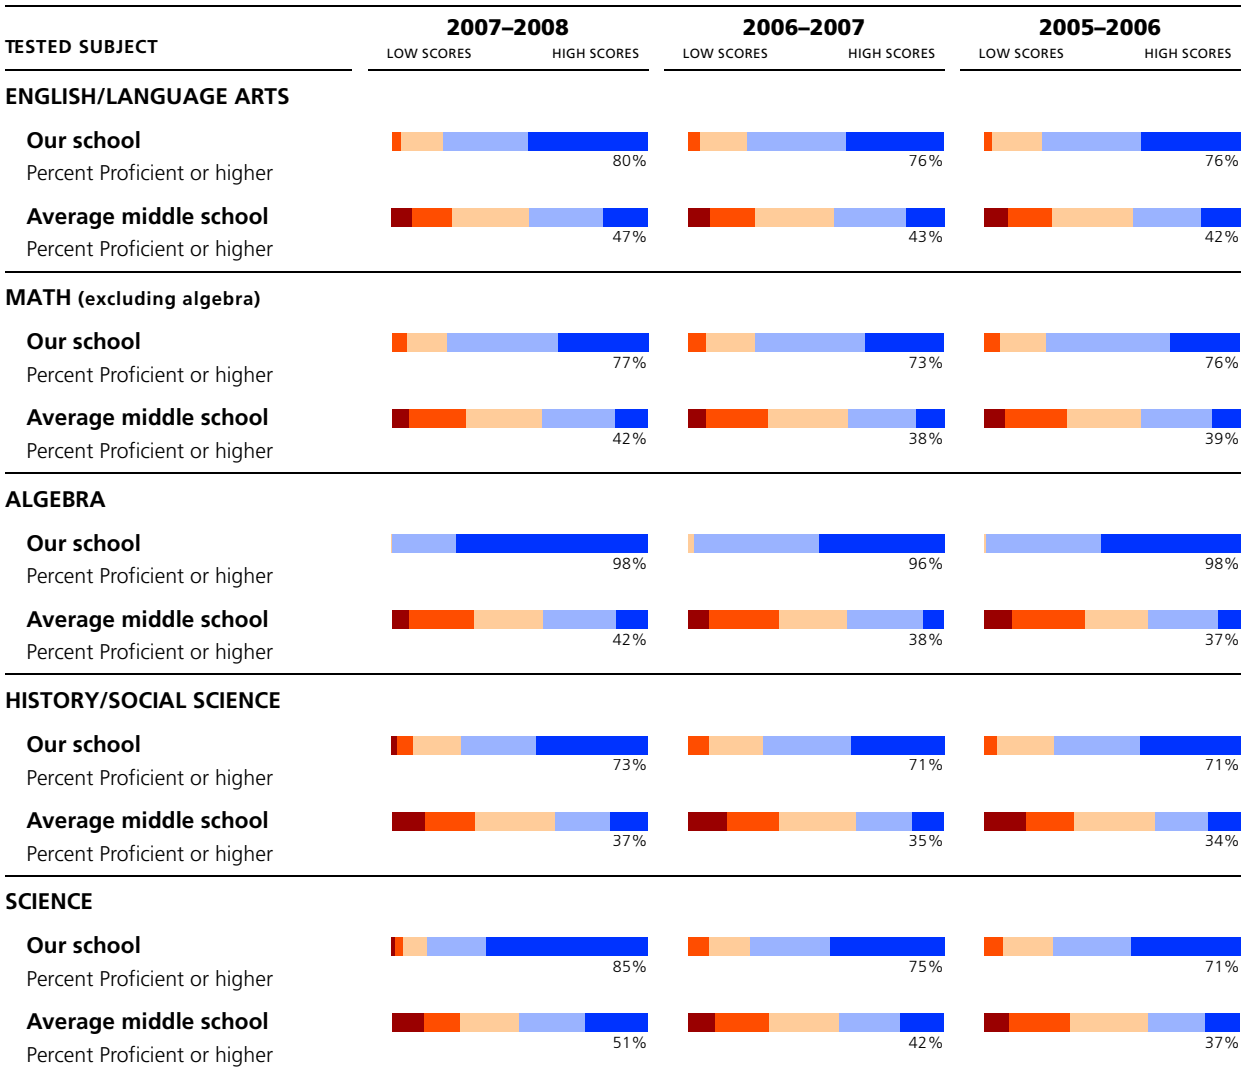 2007–2008 2006–2007 2005–2006
TESTED SUBJECT LOW SCORES HIGH SCORES LOW SCORES HIGH SCORES LOW SCORES HIGH SCORES
ENGLISH/LANGUAGE ARTS
Our school
Percent Proficient or higher 80% 76% 76%
Average middle school
Percent Proficient or higher 47% 43% 42%
MATH (excluding algebra)
Our school
Percent Proficient or higher 77% 73% 76%
Average middle school
Percent Proficient or higher 42% 38% 39%
ALGEBRA
Our school
Percent Proficient or higher 98% 96% 98%
Average middle school
Percent Proficient or higher 42% 38% 37%
HISTORY/SOCIAL SCIENCE
Our school
Percent Proficient or higher 73% 71% 71%
Average middle school
Percent Proficient or higher 37% 35% 34%
SCIENCE
Our school
Percent Proficient or higher 85% 75% 71%
Average middle school
Percent Proficient or higher 51% 42% 37%